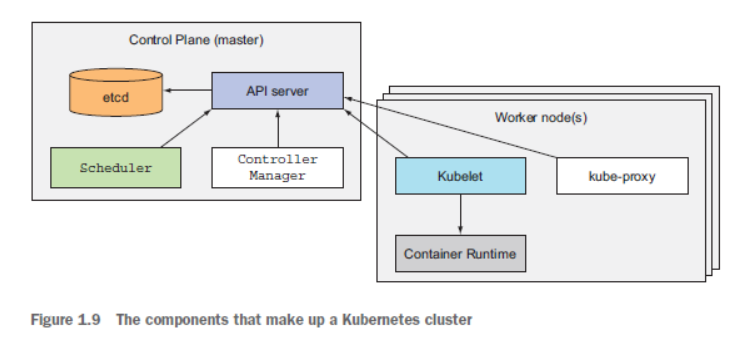 Control Plane (master)
etcd
API server
Scheduler
Controller
Manager
Worker node(s)
Kubelet
kube-proxy
Container Runtime
Figure 1.9 The components that make up a Kubernetes cluster